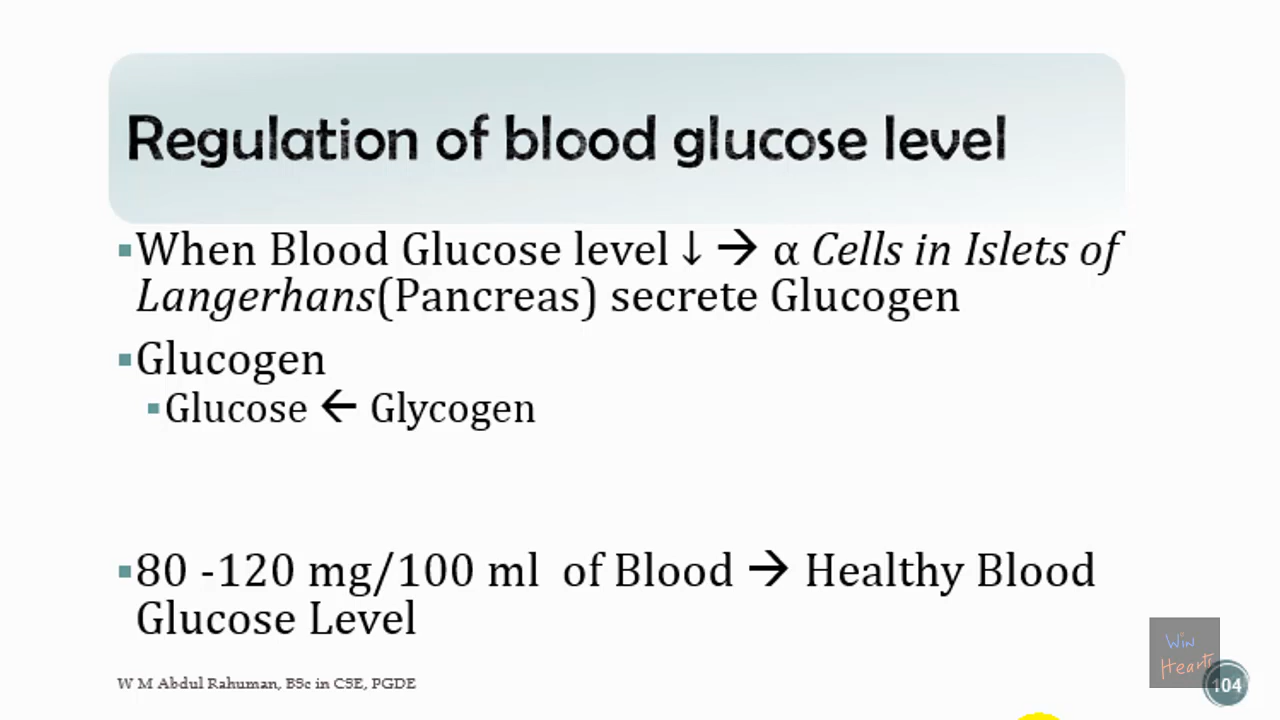 Regulation of blood glucose level
▪When Blood Glucose level ↓ → α Cells in Islets of
Langerhans(Pancreas) secrete Glucogen
▪Glucogen
▪Glucose ← Glycogen
▪80 -120 mg/100 ml of Blood → Healthy Blood
Glucose Level
Win
Hearts
W M Abdul Rahuman, BSc in CSE, PGDE
104